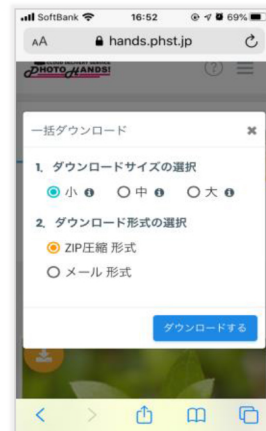 SoftBank 16:52 69%
AA hands.phst.jp
CLOUD DELIVERY SERVICE
PHOTO HANDS!
一括ダウンロード
1. ダウンロードサイズの選択
小 中 大
2. ダウンロード形式の選択
ZIP圧縮 形式
メール 形式
ダウンロードする